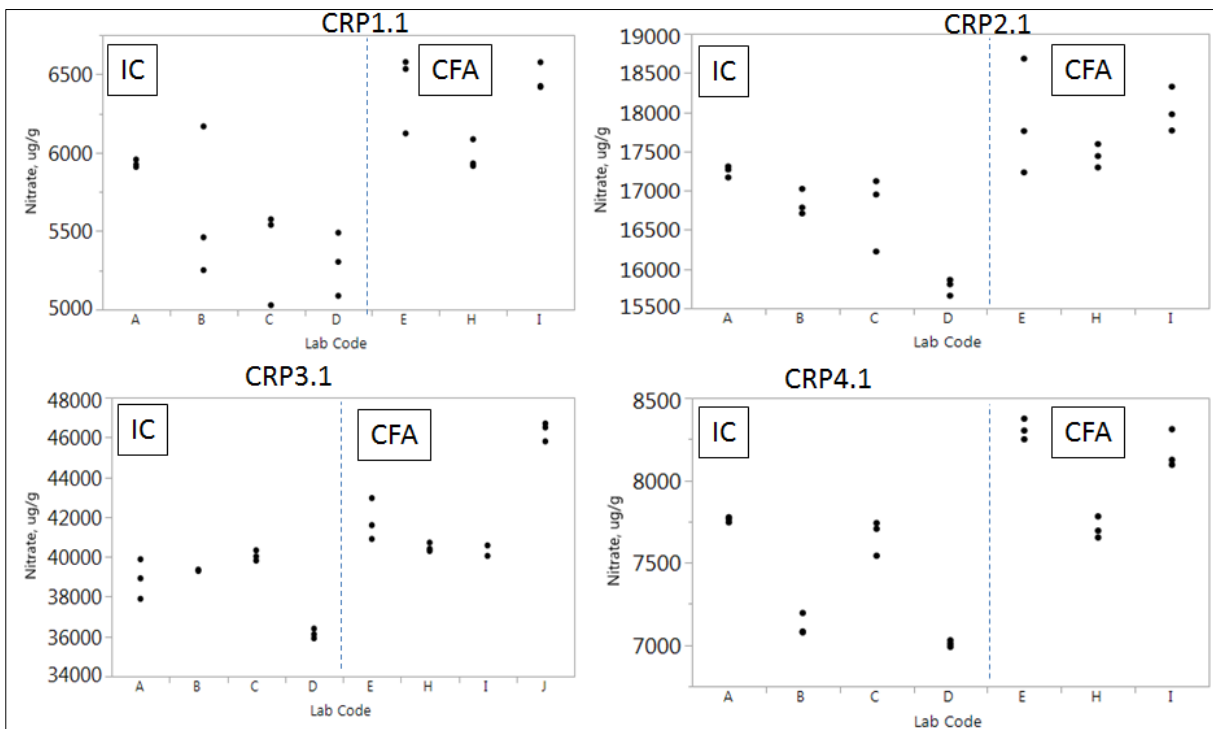 CRP1.1
IC
CFA
6500
6000
5500
5000
Nitrate, ug/g
A B C D E H I
Lab Code
CRP2.1
IC
CFA
19000
18500
18000
17500
17000
16500
16000
15500
Nitrate, ug/g
A B C D E H I
Lab Code
CRP3.1
IC
CFA
48000
46000
44000
42000
40000
38000
36000
34000
Nitrate, ug/g
A B C D E H I J
Lab Code
CRP4.1
IC
CFA
8500
8000
7500
7000
Nitrate, ug/g
A B C D E H I
Lab Code